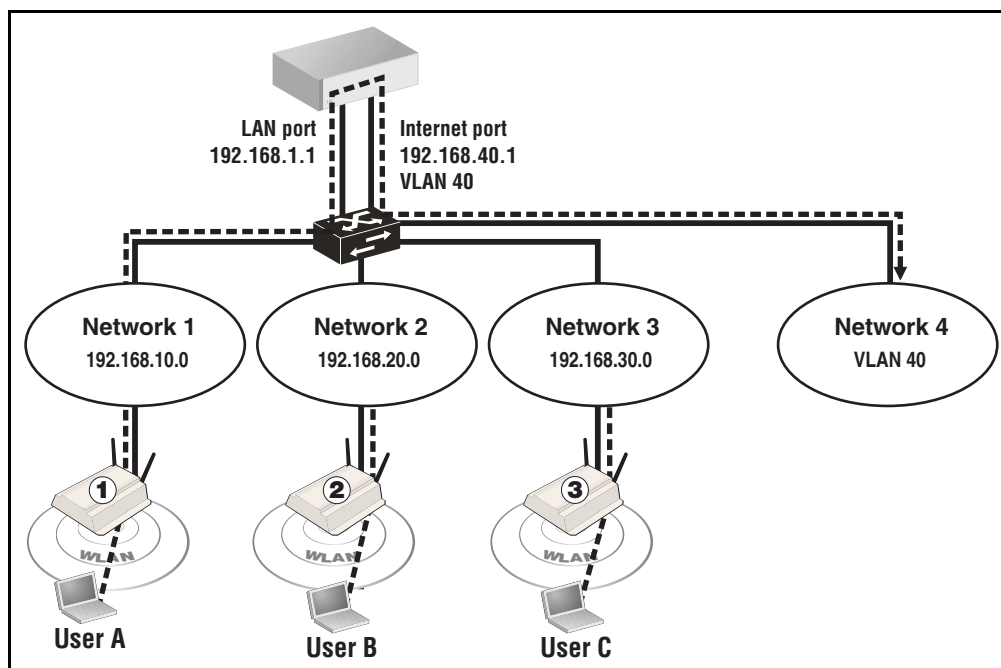 LAN port
192.168.1.1
Internet port
192.168.40.1
VLAN 40
Network 1
192.168.10.0
Network 2
192.168.20.0
Network 3
192.168.30.0
Network 4
VLAN 40
1
2
3
WLAN
WLAN
WLAN
User A
User B
User C